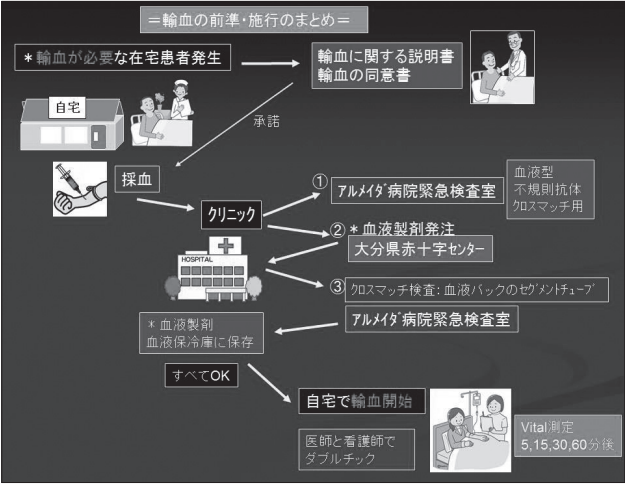 ＝輸血の前準・施行のまとめ＝
＊輸血が必要な在宅患者発生
輸血に関する説明書
輸血の同意書
自宅
承諾
採血
クリニック
①アルメイダ病院緊急検査室
血液型
不規則抗体
クロスマッチ用
②＊血液製剤発注
大分県赤十字センター
HOSPITAL
③クロスマッチ検査：血液バックのセグメントチューブ
アルメイダ病院緊急検査室
＊血液製剤
血液保冷庫に保存
すべてOK
自宅で輸血開始
医師と看護師で
ダブルチック
Vital測定
5,15,30,60分後